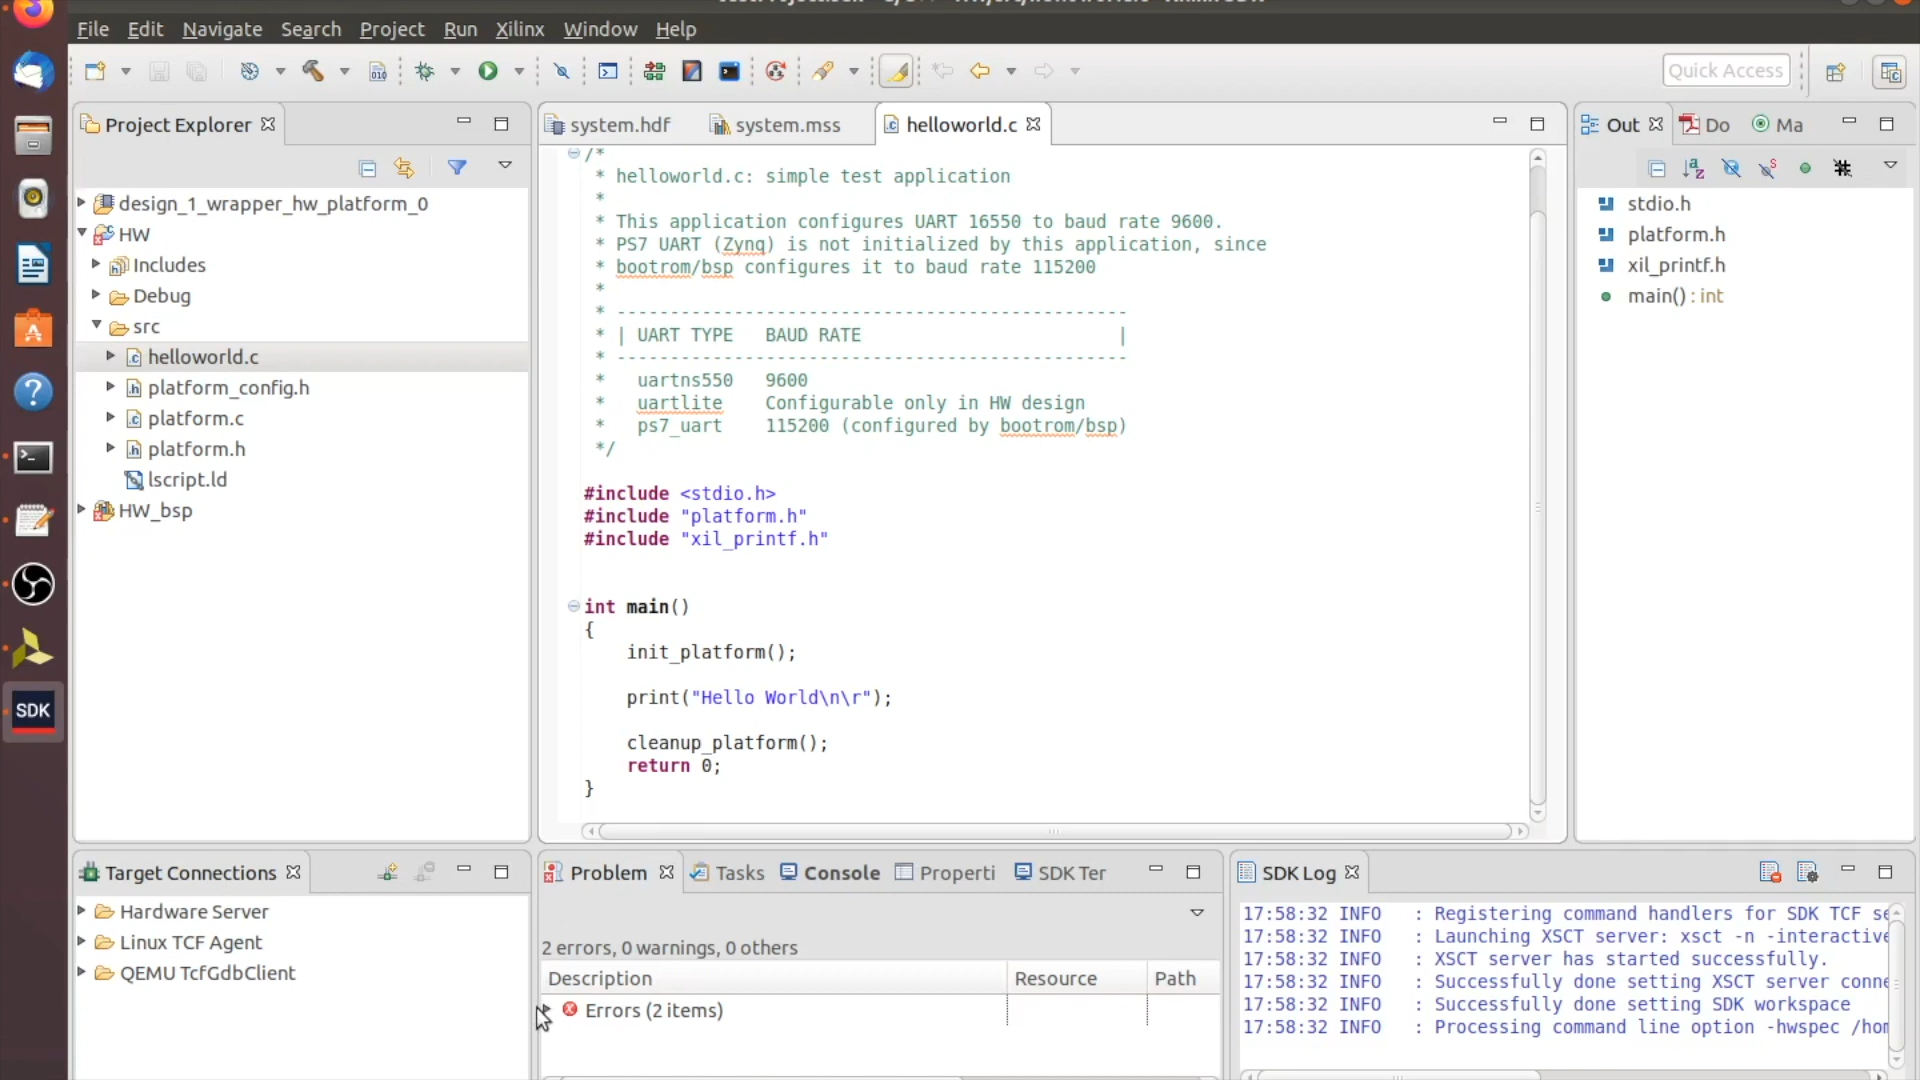 File Edit Navigate Search Project Run Xilinx Window Help
Quick Access
Project Explorer
system.hdf
system.mss
helloworld.c
Out
Do
Ma
design_1_wrapper_hw_platform_0
HW
Includes
Debug
src
helloworld.c
platform_config.h
platform.c
platform.h
lscript.ld
HW_bsp
/*
* helloworld.c: simple test application
*
* This application configures UART 16550 to baud rate 9600.
* PS7 UART (Zynq) is not initialized by this application, since
* bootrom/bsp configures it to baud rate 115200
*
* ------------------------------------------------
* | UART TYPE   BAUD RATE                        |
* ------------------------------------------------
*   uartns550   9600
*   uartlite    Configurable only in HW design
*   ps7_uart    115200 (configured by bootrom/bsp)
*/
#include <stdio.h>
#include "platform.h"
#include "xil_printf.h"
int main()
{
init_platform();
print("Hello World\n\r");
cleanup_platform();
return 0;
}
stdio.h
platform.h
xil_printf.h
main() : int
Target Connections
Hardware Server
Linux TCF Agent
QEMU TcfGdbClient
Problem
Tasks
Console
Properti
SDK Ter
2 errors, 0 warnings, 0 others
Description Resource Path
Errors (2 items)
SDK Log
17:58:32 INFO : Registering command handlers for SDK TCF se
17:58:32 INFO : Launching XSCT server: xsct -n -interactive
17:58:32 INFO : XSCT server has started successfully.
17:58:32 INFO : Successfully done setting XSCT server conne
17:58:32 INFO : Successfully done setting SDK workspace
17:58:32 INFO : Processing command line option -hwspec /hom
SDK